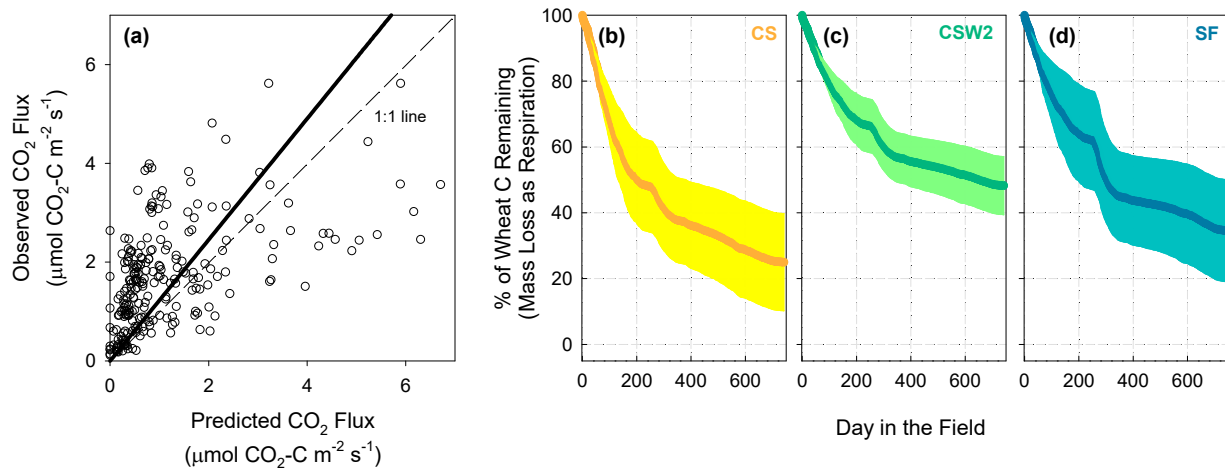 (a)
Observed CO2 Flux
(μmol CO2-C m-2 s-1)
6
4
2
0
1:1 line
0 2 4 6
Predicted CO2 Flux
(μmol CO2-C m-2 s-1)
% of Wheat C Remaining
(Mass Loss as Respiration)
100
80
60
40
20
0
(b) CS
0 200 400 600
(c) CSW2
0 200 400 600
(d) SF
0 200 400 600
Day in the Field